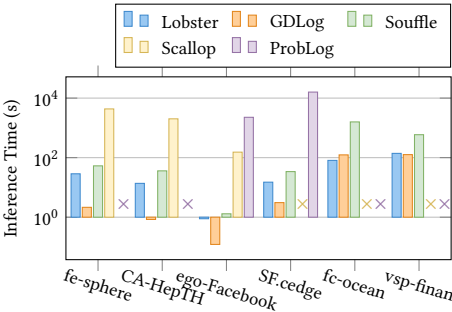 Lobster GDLog Souffle
Scallop ProbLog
Inference Time (s)
10^4
10^2
10^0
fe-sphere
CA-HepTH
ego-Facebook
SF.cedge
fc-ocean
vsp-finan